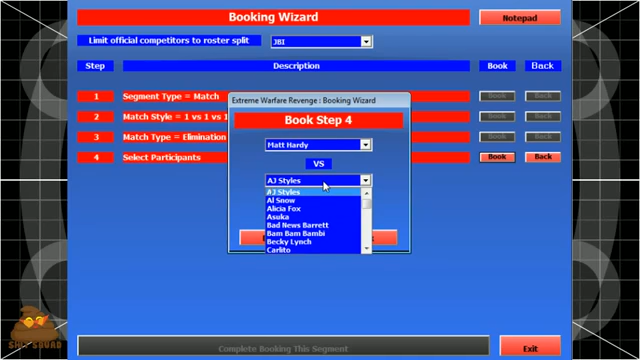 Booking Wizard
Notepad
Limit official competitors to roster split
JBI
Step
Description
Book
Back
1
Segment Type = Match
Book
Back
2
Match Style = 1 vs 1 vs 1
Book
Back
3
Match Type = Elimination
Book
Back
4
Select Participants
Book
Back
Extreme Warfare Revenge : Booking Wizard
Book Step 4
Matt Hardy
VS
AJ Styles
AJ Styles
Al Snow
Alicia Fox
Asuka
Bad News Barrett
Bam Bam Bambi
Becky Lynch
Carlito
SHIT SQUAD
Complete Booking This Segment
Exit